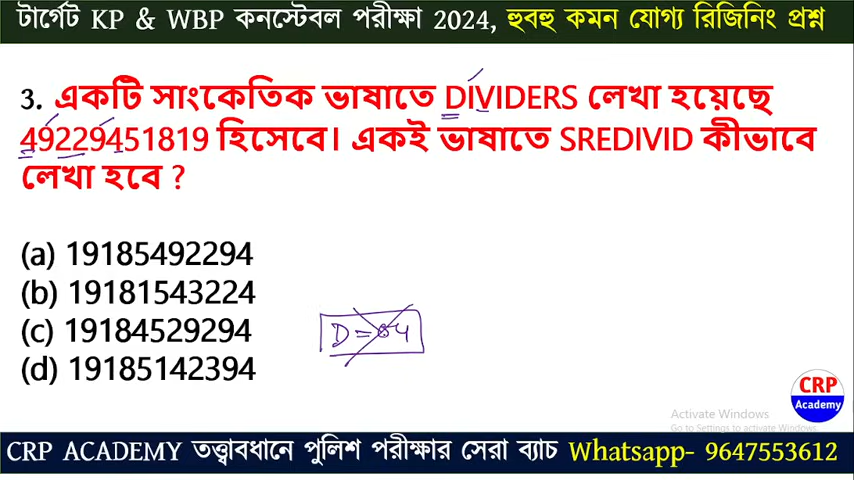 টার্গেট KP & WBP কনস্টেবল পরীক্ষা 2024, হুবহু কমন যোগ্য রিজিনিং প্রশ্ন
3. একটি সাংকেতিক ভাষাতে DIVIDERS লেখা হয়েছে
49229451819 হিসেবে। একই ভাষাতে SREDIVID কীভাবে
লেখা হবে ?
(a) 19185492294
(b) 19181543224
(c) 19184529294
(d) 19185142394
CRP
Academy
Activate Windows
Go to Settings to activate Windows.
CRP ACADEMY তত্ত্বাবধানে পুলিশ পরীক্ষার সেরা ব্যাচ Whatsapp- 9647553612